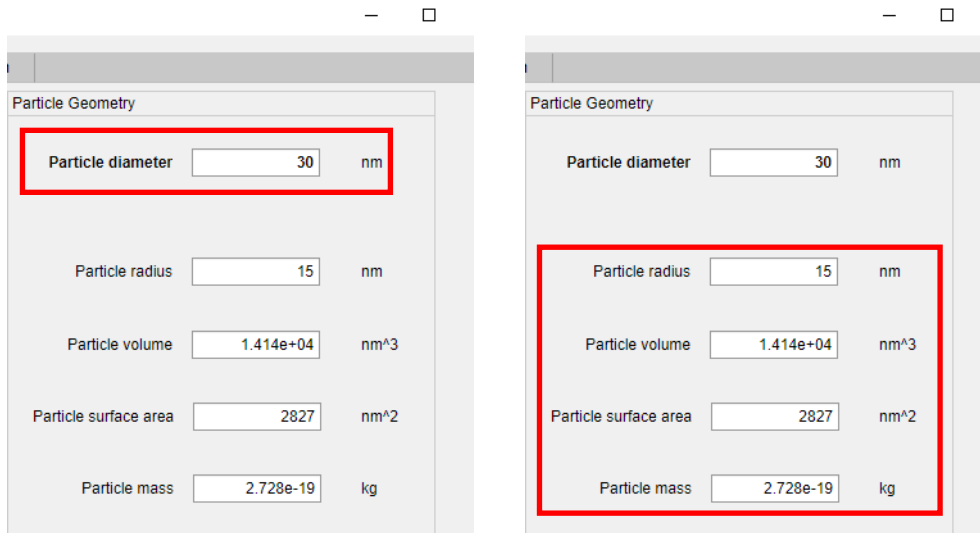 Particle Geometry
Particle diameter 30 nm
Particle radius 15 nm
Particle volume 1.414e+04 nm^3
Particle surface area 2827 nm^2
Particle mass 2.728e-19 kg
Particle Geometry
Particle diameter 30 nm
Particle radius 15 nm
Particle volume 1.414e+04 nm^3
Particle surface area 2827 nm^2
Particle mass 2.728e-19 kg